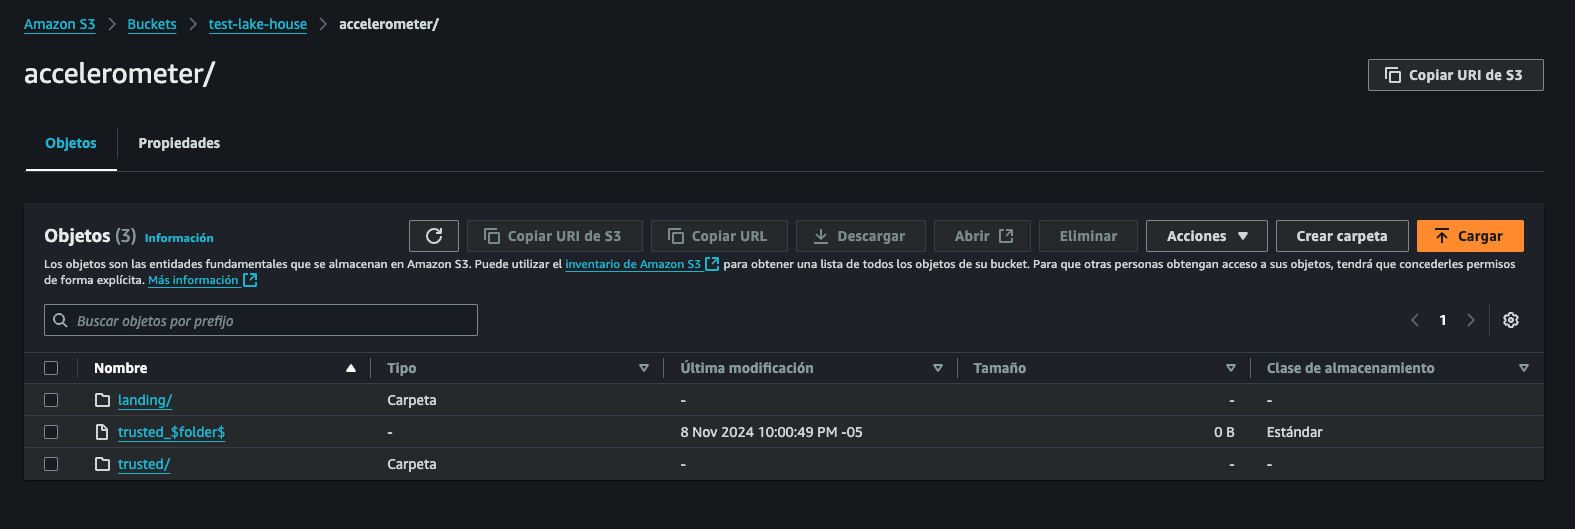 Amazon S3 > Buckets > test-lake-house > accelerometer/
accelerometer/
Copiar URI de S3
Objetos Propiedades
Objetos (3) Información
Copiar URI de S3 Copiar URL Descargar Abrir Eliminar Acciones Crear carpeta Cargar
Los objetos son las entidades fundamentales que se almacenan en Amazon S3. Puede utilizar el inventario de Amazon S3 para obtener una lista de todos los objetos de su bucket. Para que otras personas obtengan acceso a sus objetos, tendrá que concederles permisos
de forma explícita. Más información
Buscar objetos por prefijo
< 1 >
Nombre Tipo Última modificación Tamaño Clase de almacenamiento
landing/ Carpeta - - -
trusted_$folder$ - 8 Nov 2024 10:00:49 PM -05 0 B Estándar
trusted/ Carpeta - - -